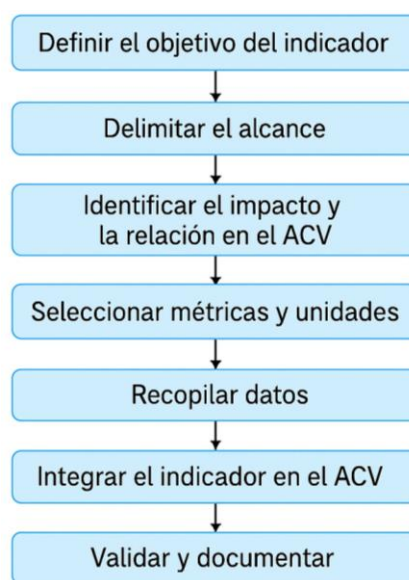 Definir el objetivo del indicador
Delimitar el alcance
Identificar el impacto y
la relación en el ACV
Seleccionar métricas y unidades
Recopilar datos
Integrar el indicador en el ACV
Validar y documentar